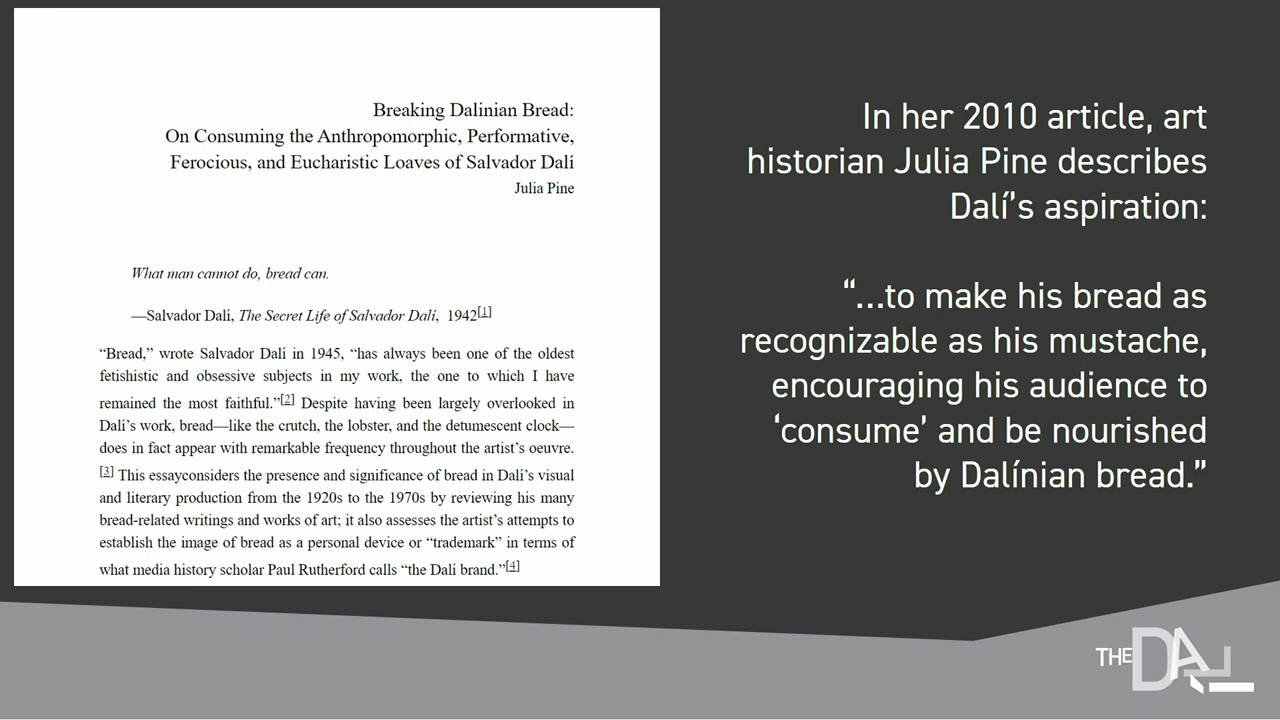 Breaking Dalinian Bread:
On Consuming the Anthropomorphic, Performative,
Ferocious, and Eucharistic Loaves of Salvador Dalí
Julia Pine
What man cannot do, bread can.
—Salvador Dalí, The Secret Life of Salvador Dalí, 1942[1]
“Bread,” wrote Salvador Dalí in 1945, “has always been one of the oldest
fetishistic and obsessive subjects in my work, the one to which I have
remained the most faithful.”[2] Despite having been largely overlooked in
Dalí’s work, bread—like the crutch, the lobster, and the detumescent clock—
does in fact appear with remarkable frequency throughout the artist’s oeuvre.
[3] This essayconsiders the presence and significance of bread in Dalí’s visual
and literary production from the 1920s to the 1970s by reviewing his many
bread-related writings and works of art; it also assesses the artist’s attempts to
establish the image of bread as a personal device or “trademark” in terms of
what media history scholar Paul Rutherford calls “the Dalí brand.”[4]
In her 2010 article, art
historian Julia Pine describes
Dalí’s aspiration:
“...to make his bread as
recognizable as his mustache,
encouraging his audience to
‘consume’ and be nourished
by Dalínian bread.”
THE DALI